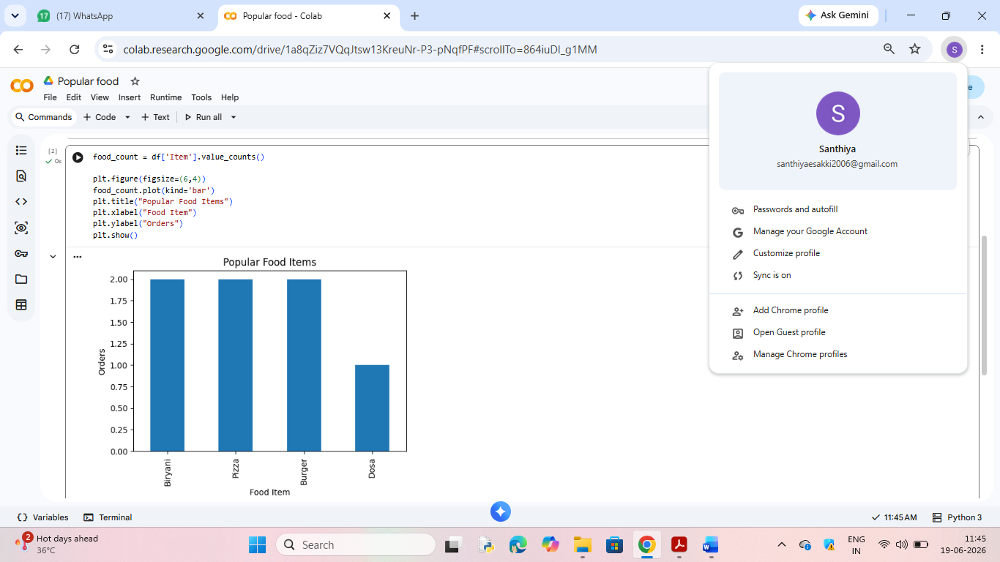 17
(17) WhatsApp
Popular food - Colab
Ask Gemini
colab.research.google.com/drive/1a8qZiz7VQqJtsw13KreuNr-P3-pNqfPF#scrollTo=864iuDl_g1MM
S
Popular food
File Edit View Insert Runtime Tools Help
Commands + Code + Text Run all
e
S
Santhiya
santhiyaesakki2006@gmail.com
Passwords and autofill
Manage your Google Account
Customize profile
Sync is on
Add Chrome profile
Open Guest profile
Manage Chrome profiles
[2]
0s
food_count = df['Item'].value_counts()
plt.figure(figsize=(6,4))
food_count.plot(kind='bar')
plt.title("Popular Food Items")
plt.xlabel("Food Item")
plt.ylabel("Orders")
plt.show()
Popular Food Items
2.00
1.75
1.50
1.25
1.00
0.75
0.50
0.25
0.00
Orders
Biryani
Pizza
Burger
Dosa
Food Item
Variables Terminal
11:45 AM Python 3
2
Hot days ahead
36°C
Search
ENG
IN
11:45
19-06-2026